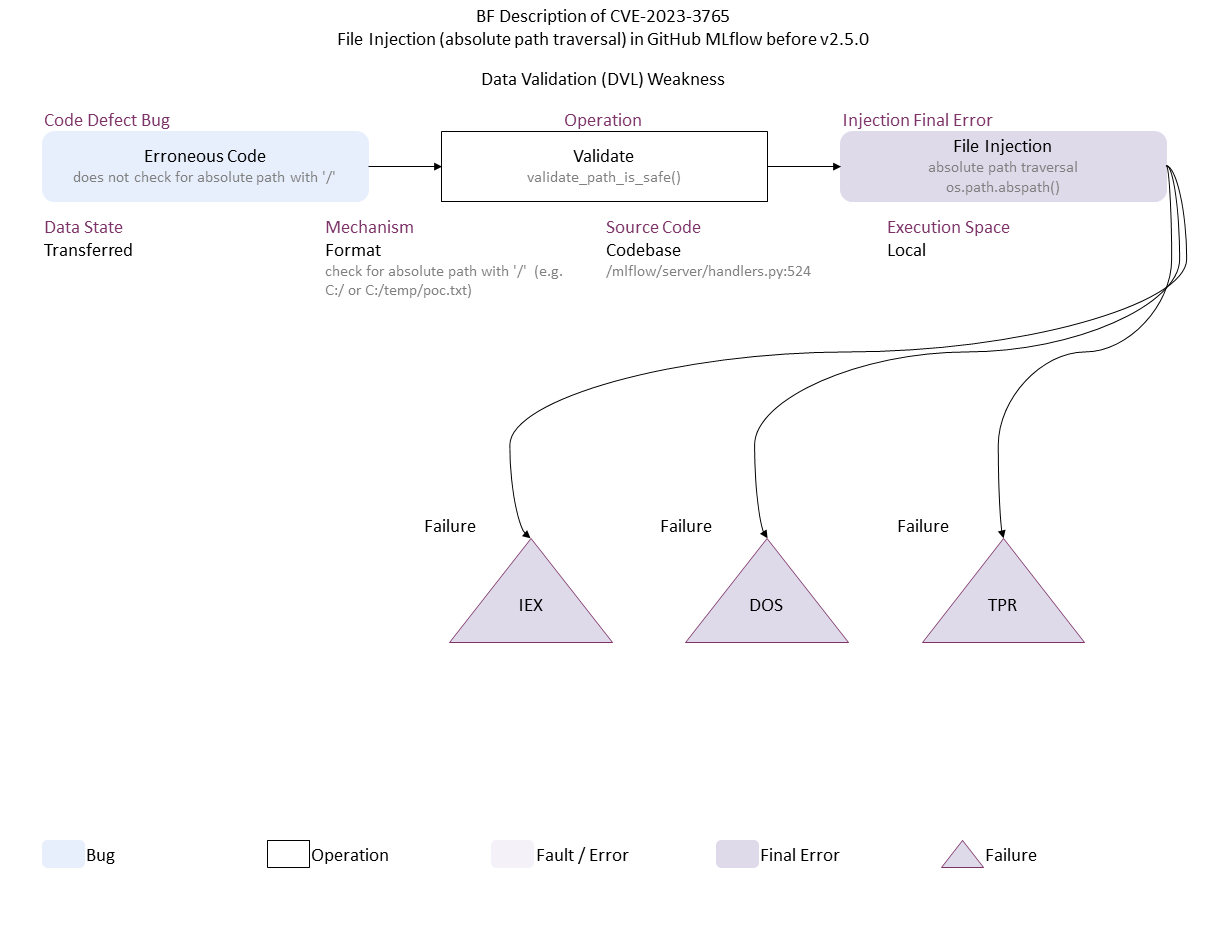 BF Description of CVE-2023-3765
File Injection (absolute path traversal) in GitHub MLflow before v2.5.0
Data Validation (DVL) Weakness
Code Defect Bug
Operation
Injection Final Error
Erroneous Code
does not check for absolute path with '/'
Validate
validate_path_is_safe()
File Injection
absolute path traversal
os.path.abspath()
Data State
Transferred
Mechanism
Format
check for absolute path with '/' (e.g.
C:/ or C:/temp/poc.txt)
Source Code
Codebase
/mlflow/server/handlers.py:524
Execution Space
Local
Failure
Failure
Failure
IEX
DOS
TPR
Bug
Operation
Fault / Error
Final Error
Failure